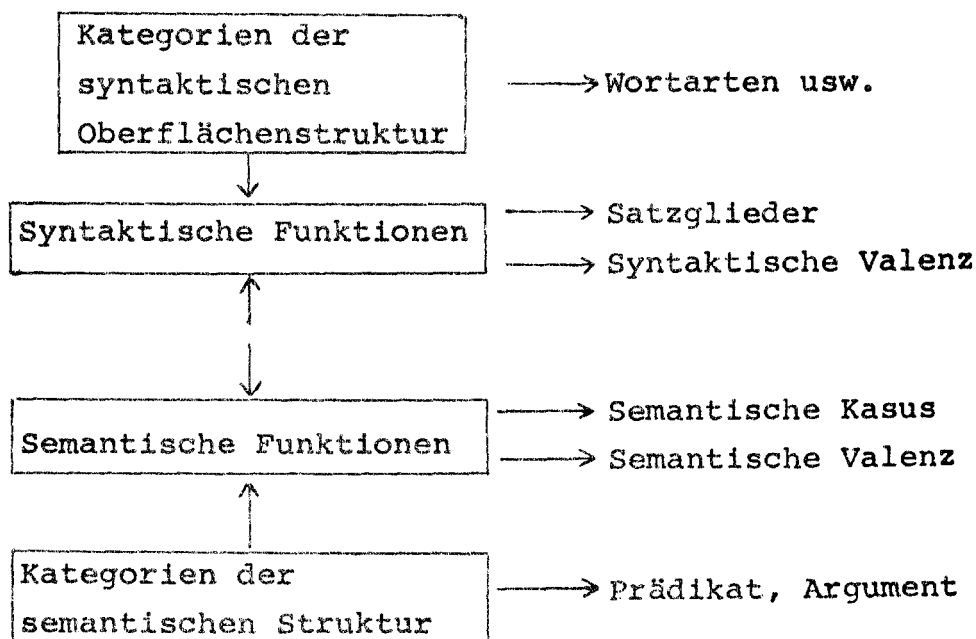 Kategorien der
syntaktischen
Oberflächenstruktur
Wortarten usw.
Syntaktische Funktionen
Satzglieder
Syntaktische Valenz
Semantische Funktionen
Semantische Kasus
Semantische Valenz
Kategorien der
semantischen Struktur
Prädikat, Argument